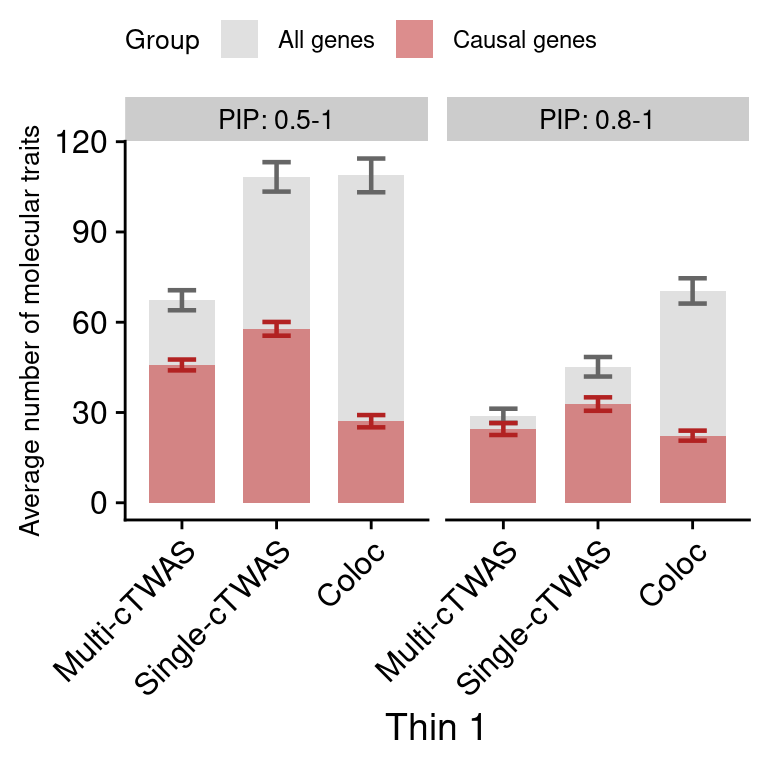 Group All genes Causal genes
PIP: 0.5-1 PIP: 0.8-1
Average number of molecular traits
120
90
60
30
0
Multi-cTWAS Single-cTWAS Coloc Multi-cTWAS Single-cTWAS Coloc
Thin 1